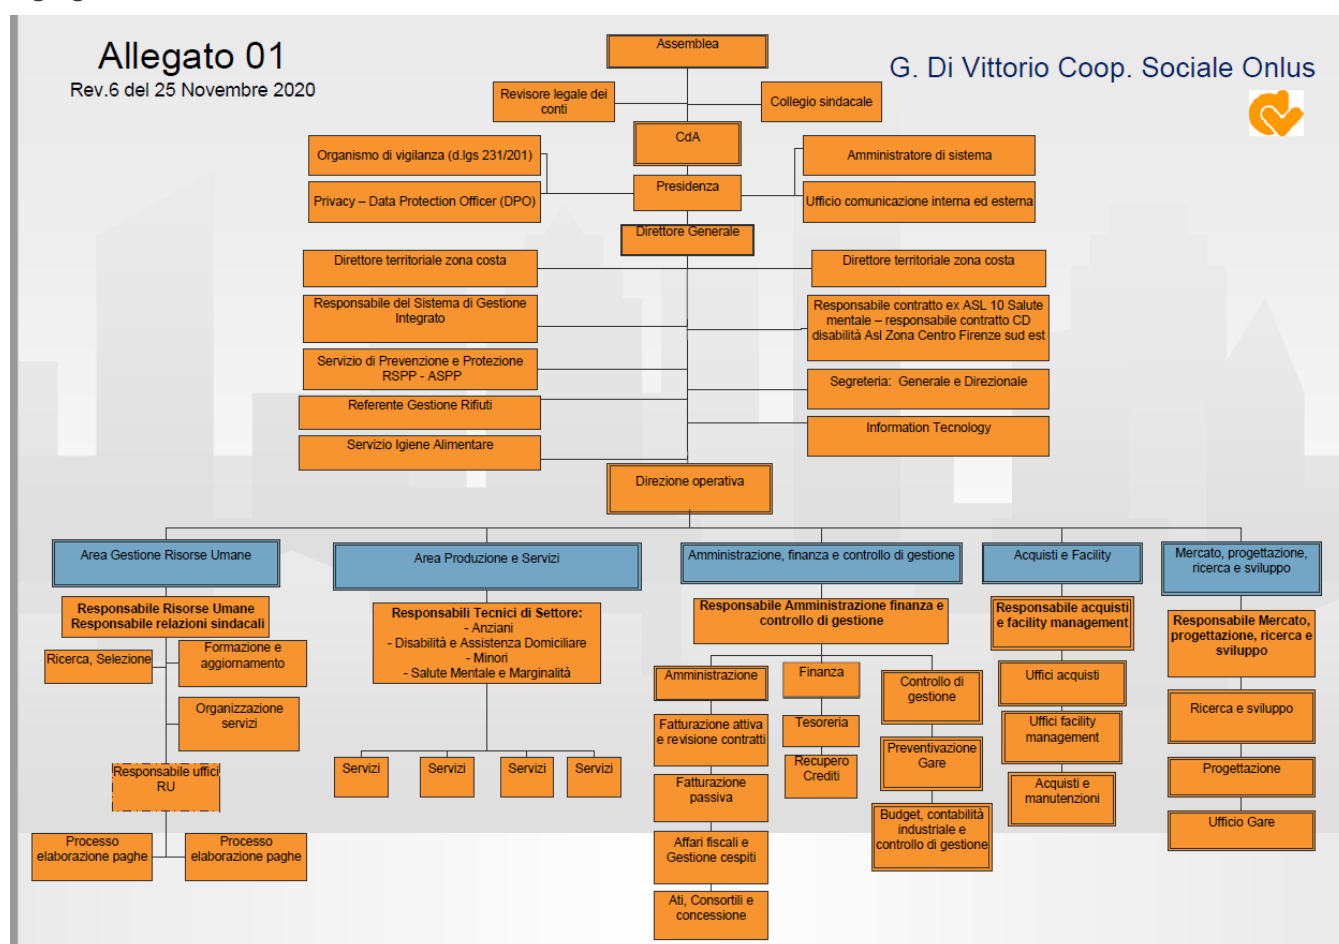 Allegato 01
Rev.6 del 25 Novembre 2020
G. Di Vittorio Coop. Sociale Onlus
Assemblea
Revisore legale dei
conti
Collegio sindacale
CdA
Organismo di vigilanza (d.lgs 231/201)
Amministratore di sistema
Presidenza
Privacy – Data Protection Officer (DPO)
Ufficio comunicazione interna ed esterna
Direttore Generale
Direttore territoriale zona costa
Direttore territoriale zona costa
Responsabile del Sistema di Gestione
Integrato
Responsabile contratto ex ASL 10 Salute
mentale – responsabile contratto CD
disabilità Asl Zona Centro Firenze sud est
Servizio di Prevenzione e Protezione
RSPP - ASPP
Segreteria: Generale e Direzionale
Referente Gestione Rifiuti
Information Tecnology
Servizio Igiene Alimentare
Direzione operativa
Area Gestione Risorse Umane
Area Produzione e Servizi
Amministrazione, finanza e controllo di gestione
Acquisti e Facility
Mercato, progettazione,
ricerca e sviluppo
Responsabile Risorse Umane
Responsabile relazioni sindacali
Ricerca, Selezione
Formazione e
aggiornamento
Organizzazione
servizi
Responsabile uffici
RU
Processo
elaborazione paghe
Processo
elaborazione paghe
Responsabili Tecnici di Settore:
- Anziani
- Disabilità e Assistenza Domiciliare
- Minori
- Salute Mentale e Marginalità
Servizi
Servizi
Servizi
Servizi
Responsabile Amministrazione finanza e
controllo di gestione
Amministrazione
Fatturazione attiva
e revisione contratti
Fatturazione
passiva
Affari fiscali e
Gestione cespiti
Ati, Consortili e
concessione
Finanza
Tesoreria
Recupero
Crediti
Controllo di
gestione
Preventivazione
Gare
Budget, contabilità
industriale e
controllo di gestione
Responsabile acquisti
e facility management
Uffici acquisti
Uffici facility
management
Acquisti e
manutenzioni
Responsabile Mercato,
progettazione, ricerca e
sviluppo
Ricerca e sviluppo
Progettazione
Ufficio Gare